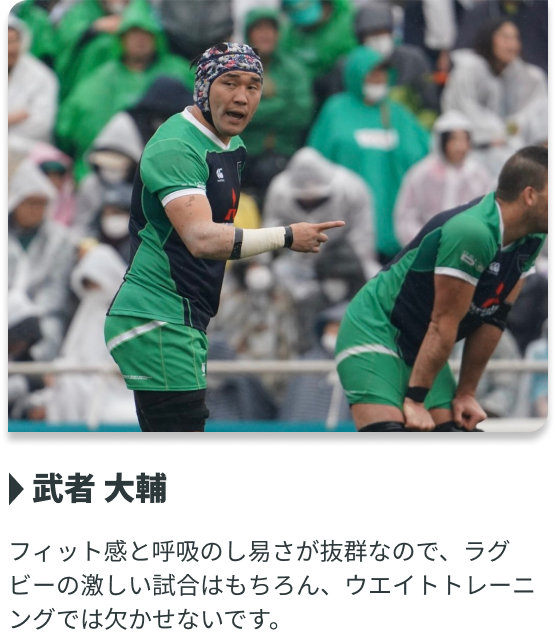 武者 大輔
フィット感と呼吸のし易さが抜群なので、ラグ
ビーの激しい試合はもちろん、ウエイトトレーニ
ングでは欠かせないです。